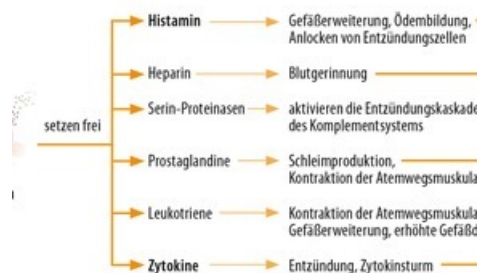 Histamin
Gefäßerweiterung, Ödembildung,
Anlocken von Entzündungszellen
Heparin
Blutgerinnung
Serin-Proteinasen
aktivieren die Entzündungskaskade
des Komplementsystems
setzen frei
Prostaglandine
Schleimproduktion,
Kontraktion der Atemwegsmuskula
Leukotriene
Kontraktion der Atemwegsmuskula
Gefäßerweiterung, erhöhte Gefäßd
Zytokine
Entzündung, Zytokinsturm